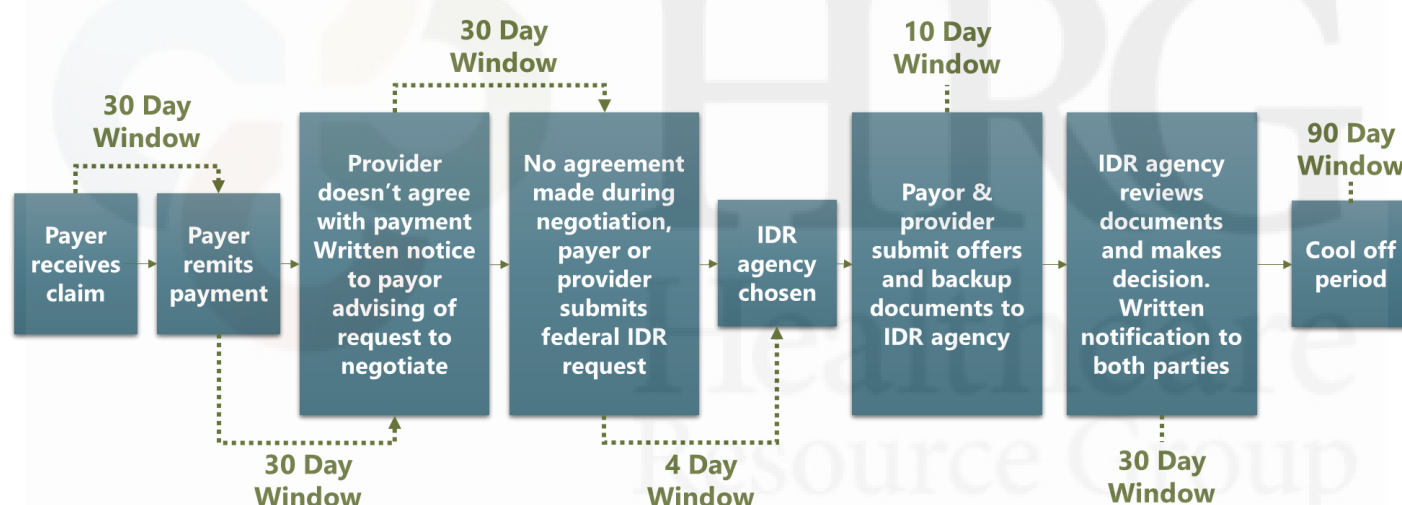 30 Day
Window
30 Day
Window
10 Day
Window
90 Day
Window
Payer
receives
claim
Payer
remits
payment
Provider
doesn’t agree
with payment
Written notice
to payor
advising of
request to
negotiate
No agreement
made during
negotiation,
payer or
provider
submits
federal IDR
request
IDR
agency
chosen
Payor &
provider
submit offers
and backup
documents to
IDR agency
IDR agency
reviews
documents
and makes
decision.
Written
notification to
both parties
Cool off
period
30 Day
Window
4 Day
Window
30 Day
Window
HRG
Healthcare
Resource Group